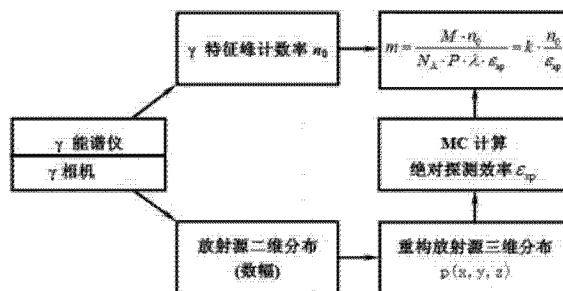 γ 特征峰计数率 n₀
m = M·n₀ / (N_A·P·λ·ε_sp) = k · n₀ / ε_sp
γ 能谱仪
γ 相机
MC 计算
绝对探测效率 ε_sp
放射源二维分布
(数幅)
重构放射源三维分布
p(x, y, z)